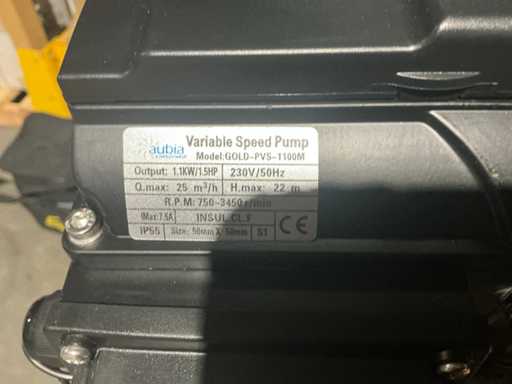 aubia
Variable Speed Pump
Model:GOLD-PVS-1100M
Output: 1.1KW/1.5HP 230V/50Hz
Q.max: 25 m³/h H.max: 22 m
R.P.M:750-3450r/min
IMax:7.5A INSUL.CL.F
IP55 Size: 50mm X 50mm S1 CE